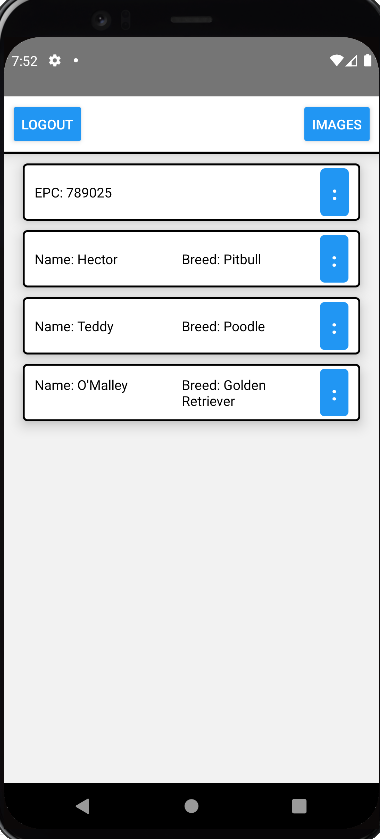 7:52
LOGOUT IMAGES
EPC: 789025 :
Name: Hector Breed: Pitbull :
Name: Teddy Breed: Poodle :
Name: O'Malley Breed: Golden :
Retriever